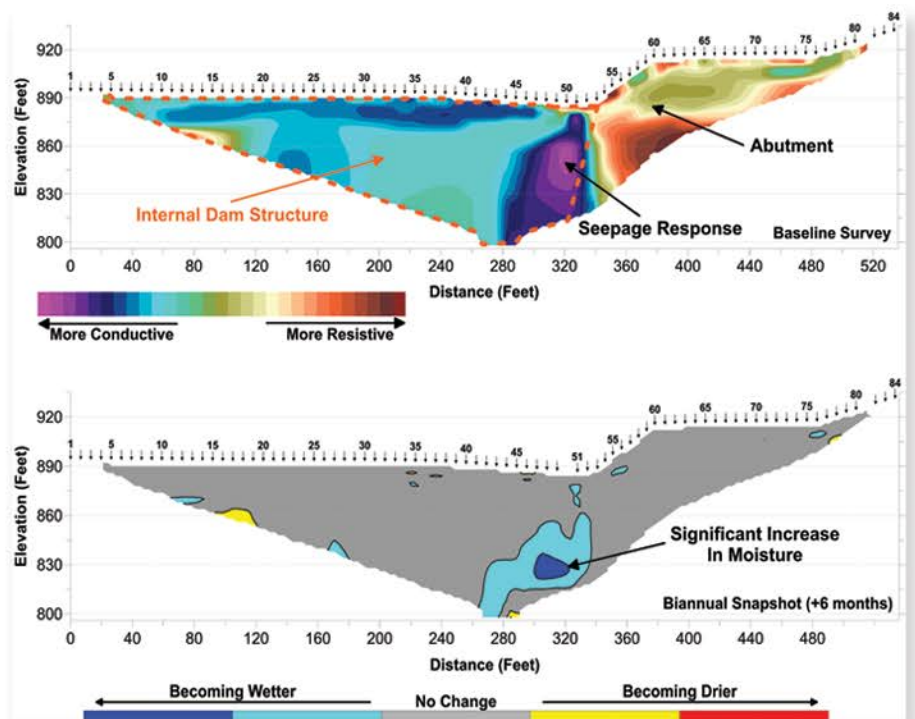 84
80
75
70
65
60
55
50
45
40
35
30
25
20
15
10
5
1
Elevation (Feet)
920
890
860
830
800
Internal Dam Structure
Abutment
Seepage Response
Baseline Survey
0 40 80 120 160 200 240 280 320 360 400 440 480 520
Distance (Feet)
More Conductive
More Resistive
84
80
75
70
65
60
55
51
46
40
35
30
25
20
15
10
5
1
Elevation (Feet)
920
890
860
830
800
Significant Increase
In Moisture
Biannual Snapshot (+6 months)
0 40 80 120 160 200 240 280 320 360 400 440 480
Distance (Feet)
Becoming Wetter
No Change
Becoming Drier